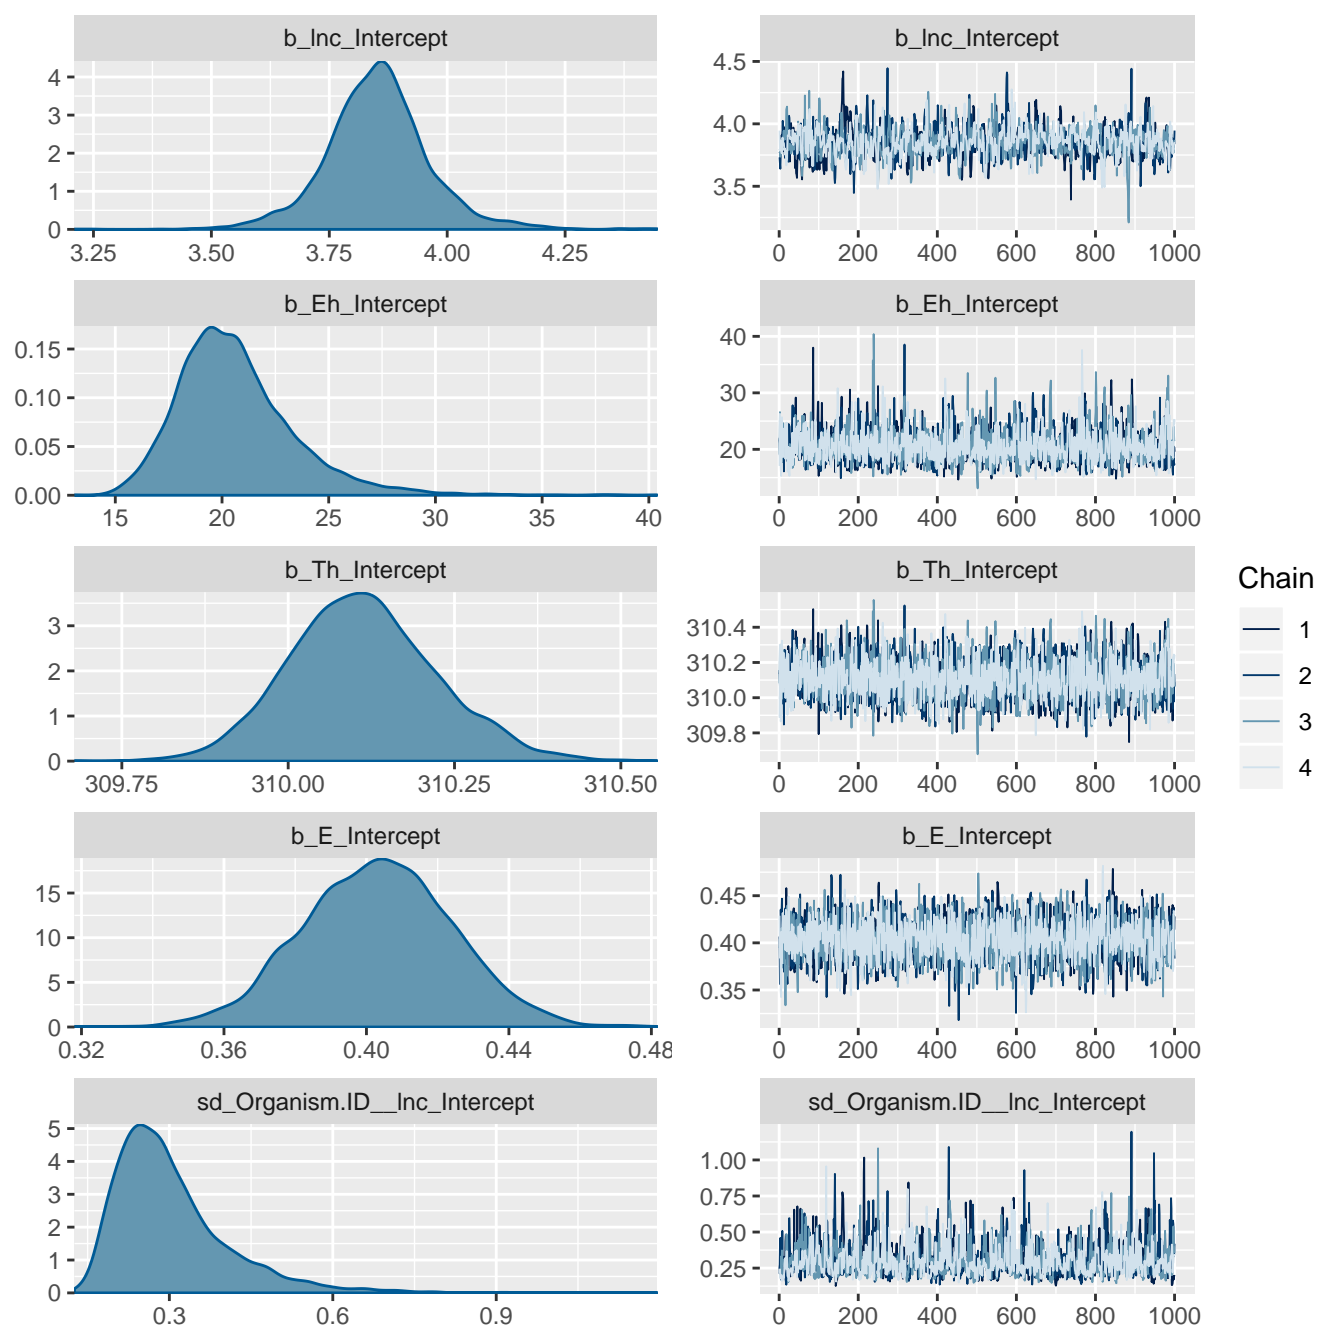 b_lnc_Intercept
4
3
2
1
0
3.25 3.50 3.75 4.00 4.25
b_lnc_Intercept
4.5
4.0
3.5
0 200 400 600 800 1000
b_Eh_Intercept
0.15
0.10
0.05
0.00
15 20 25 30 35 40
b_Eh_Intercept
40
30
20
0 200 400 600 800 1000
b_Th_Intercept
3
2
1
0
309.75 310.00 310.25 310.50
b_Th_Intercept
310.4
310.2
310.0
309.8
0 200 400 600 800 1000
b_E_Intercept
15
10
5
0
0.32 0.36 0.40 0.44 0.48
b_E_Intercept
0.45
0.40
0.35
0 200 400 600 800 1000
sd_Organism.ID__lnc_Intercept
5
4
3
2
1
0
0.3 0.6 0.9
sd_Organism.ID__lnc_Intercept
1.00
0.75
0.50
0.25
0 200 400 600 800 1000
Chain
1
2
3
4